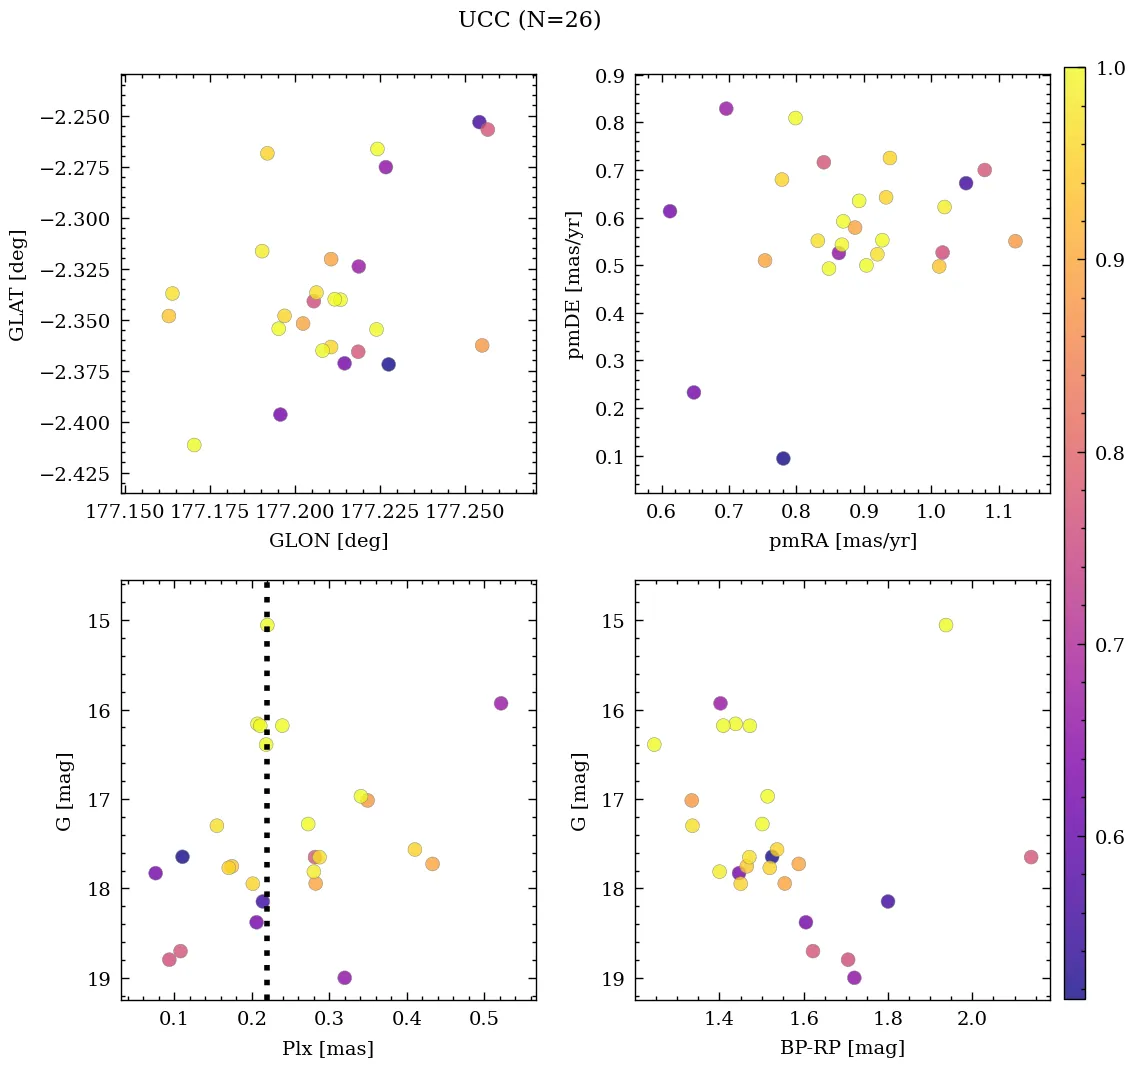 UCC (N=26)
−2.250
−2.275
−2.300
−2.325
−2.350
−2.375
−2.400
−2.425
GLAT [deg]
177.150 177.175 177.200 177.225 177.250
GLON [deg]
0.9
0.8
0.7
0.6
0.5
0.4
0.3
0.2
0.1
pmDE [mas/yr]
0.6 0.7 0.8 0.9 1.0 1.1
pmRA [mas/yr]
15
16
17
18
19
G [mag]
0.1 0.2 0.3 0.4 0.5
Plx [mas]
15
16
17
18
19
G [mag]
1.4 1.6 1.8 2.0
BP-RP [mag]
1.0
0.9
0.8
0.7
0.6